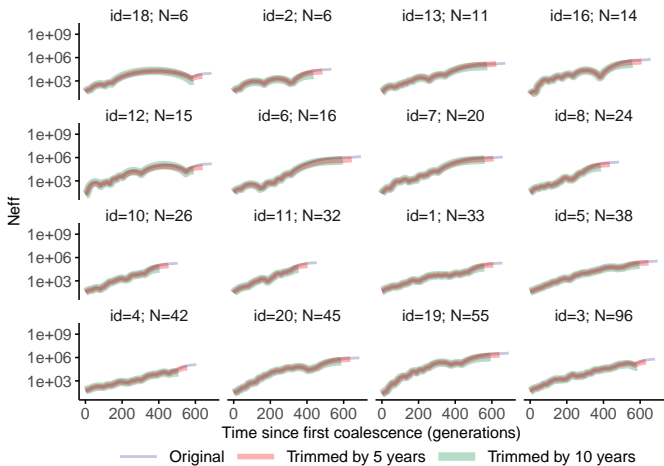 id=18; N=6 id=2; N=6 id=13; N=11 id=16; N=14
1e+09
1e+06
1e+03
id=12; N=15 id=6; N=16 id=7; N=20 id=8; N=24
1e+09
1e+06
1e+03
id=10; N=26 id=11; N=32 id=1; N=33 id=5; N=38
1e+09
1e+06
1e+03
id=4; N=42 id=20; N=45 id=19; N=55 id=3; N=96
1e+09
1e+06
1e+03
Neff
0 200 400 600 0 200 400 600 0 200 400 600 0 200 400 600
Time since first coalescence (generations)
Original Trimmed by 5 years Trimmed by 10 years